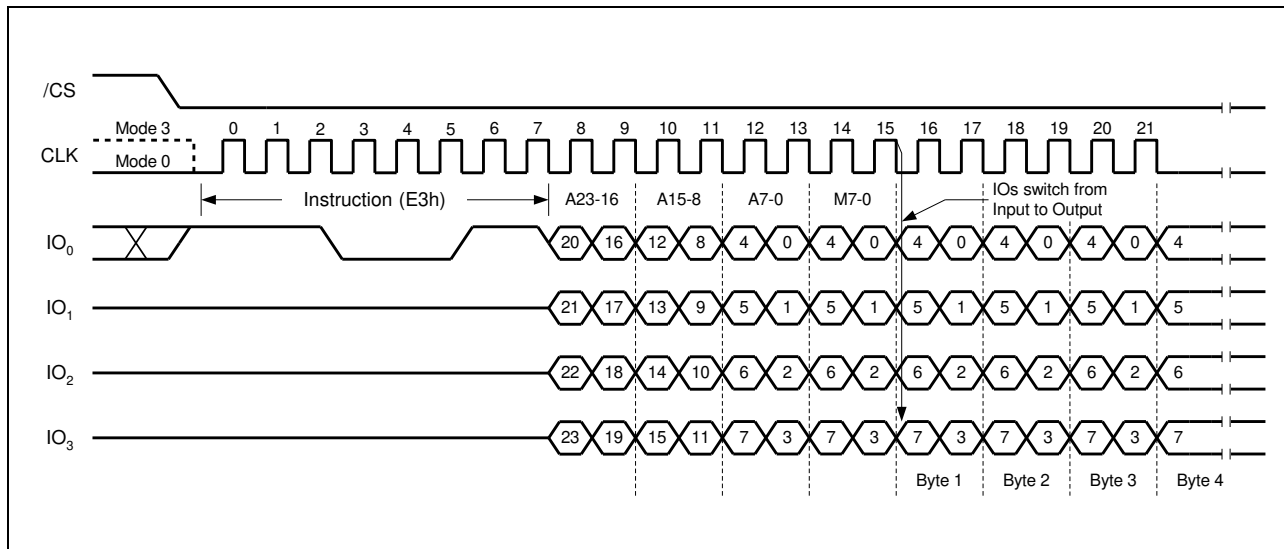 /CS
Mode 3
0 1 2 3 4 5 6 7 8 9 10 11 12 13 14 15 16 17 18 19 20 21
CLK
Mode 0
Instruction (E3h) A23-16 A15-8 A7-0 M7-0 IOs switch from
Input to Output
IO0 20 16 12 8 4 0 4 0 4 0 4 0 4 0 4
IO1 21 17 13 9 5 1 5 1 5 1 5 1 5 1 5
IO2 22 18 14 10 6 2 6 2 6 2 6 2 6 2 6
IO3 23 19 15 11 7 3 7 3 7 3 7 3 7 3 7
Byte 1 Byte 2 Byte 3 Byte 4